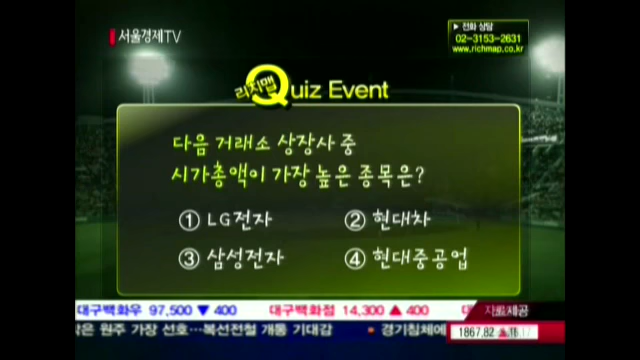 서울경제TV
▶ 전화 상담
02-3153-2631
www.richmap.co.kr
리치맵 Quiz Event
다음 거래소 상장사 중
시가총액이 가장 높은 종목은?
① LG전자 ② 현대차
③ 삼성전자 ④ 현대중공업
대구백화우 97,500 ▼ 400 대구백화점 14,300 ▲ 400
자료제공
은 원주 가장 선호…복선전철 개통 기대감 • 경기침체에
1867.82 ▲